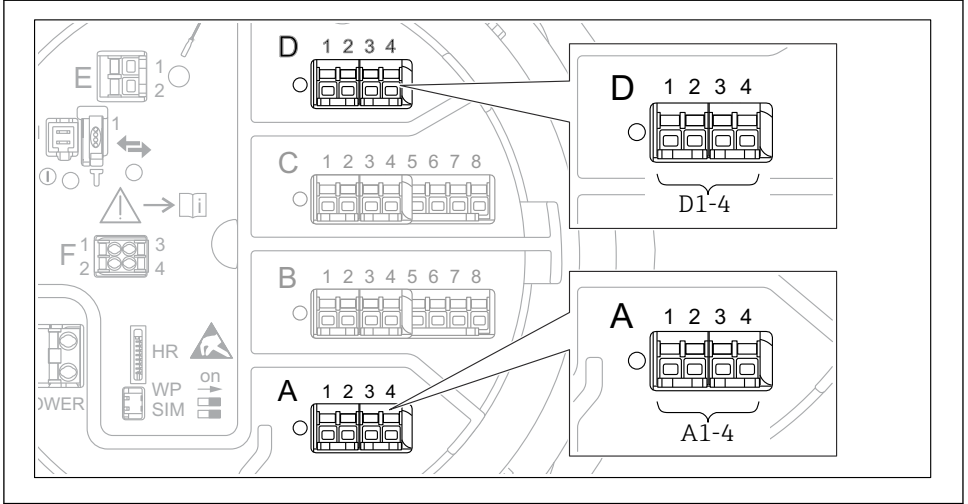 D 1 2 3 4
E 1
2
D 1 2 3 4
D1-4
1
C 1 2 3 4 5 6 7 8
i
F 1 3
2 4
B 1 2 3 4 5 6 7 8
A 1 2 3 4
A1-4
HR
on
WP
SIM
OWER
A 1 2 3 4